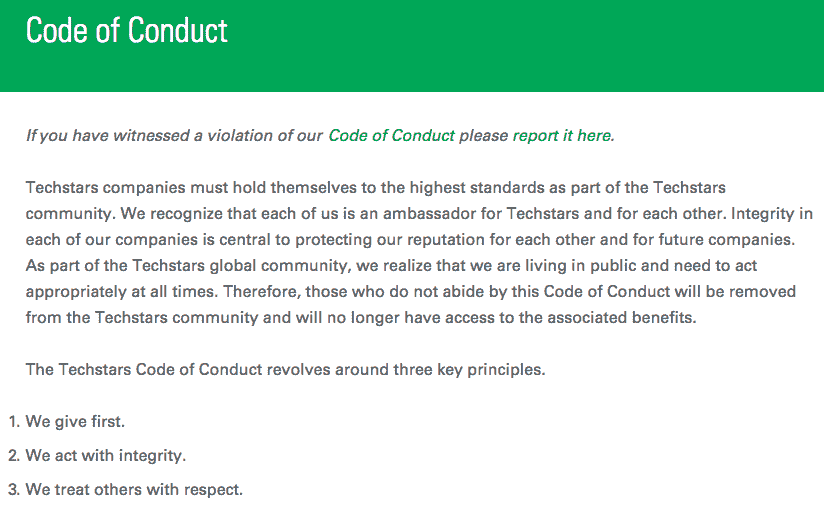 Code of Conduct
If you have witnessed a violation of our Code of Conduct please report it here.
Techstars companies must hold themselves to the highest standards as part of the Techstars
community. We recognize that each of us is an ambassador for Techstars and for each other. Integrity in
each of our companies is central to protecting our reputation for each other and for future companies.
As part of the Techstars global community, we realize that we are living in public and need to act
appropriately at all times. Therefore, those who do not abide by this Code of Conduct will be removed
from the Techstars community and will no longer have access to the associated benefits.
The Techstars Code of Conduct revolves around three key principles.
1. We give first.
2. We act with integrity.
3. We treat others with respect.